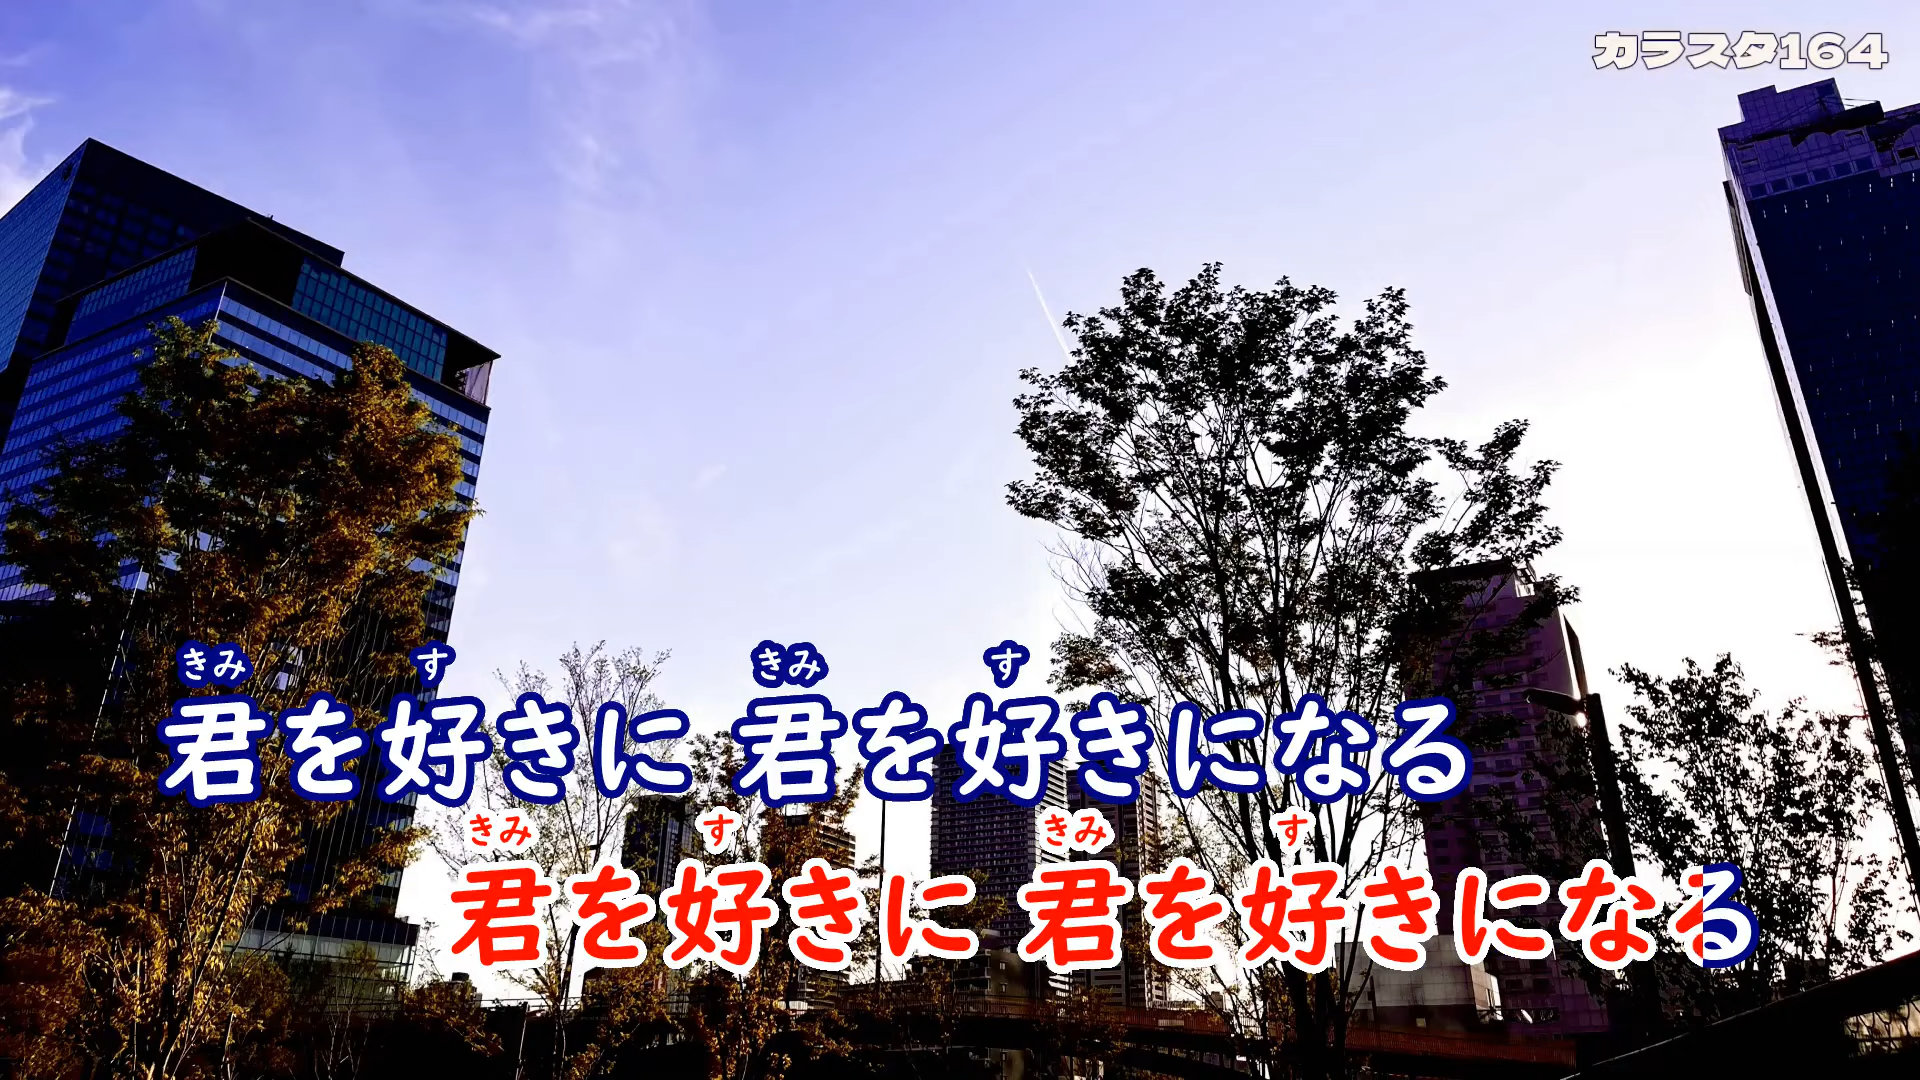 カラスタ164
きみ す きみ す
君を好きに 君を好きになる
きみ す きみ す
君を好きに 君を好きになる